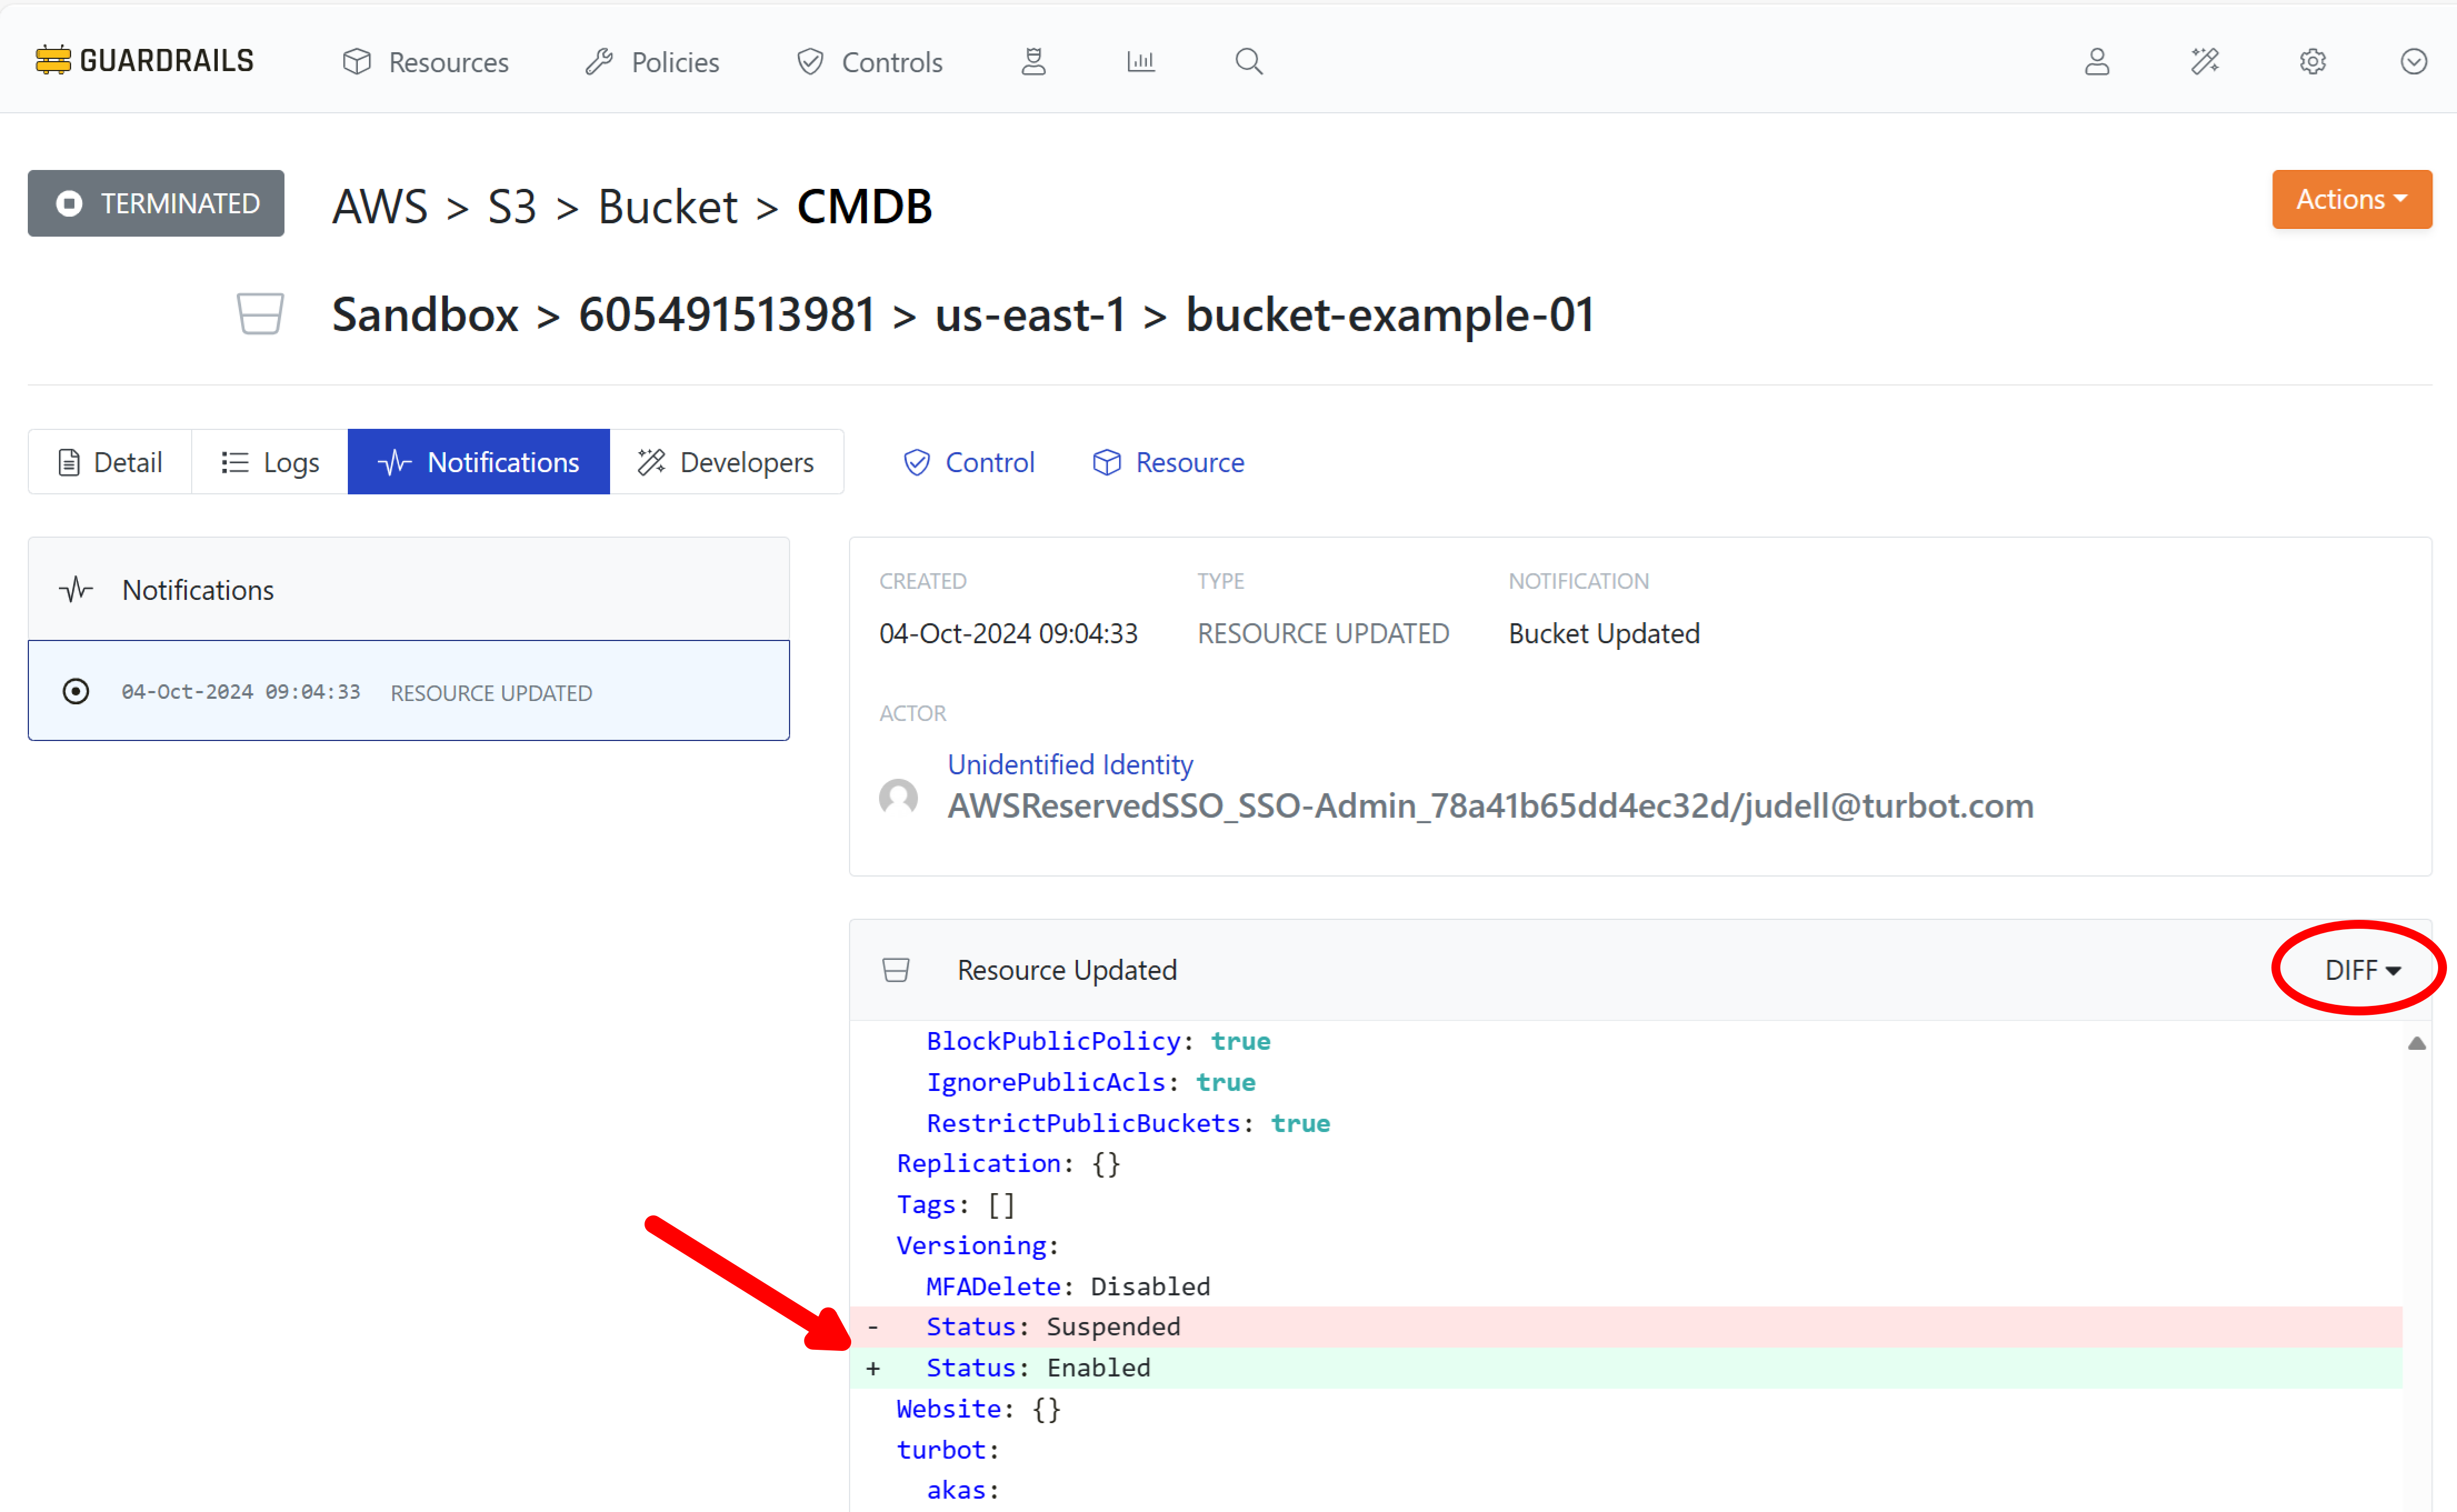 GUARDRAILS Resources Policies Controls
TERMINATED AWS > S3 > Bucket > CMDB Actions
Sandbox > 605491513981 > us-east-1 > bucket-example-01
Detail Logs Notifications Developers Control Resource
Notifications
04-Oct-2024 09:04:33 RESOURCE UPDATED
CREATED TYPE NOTIFICATION
04-Oct-2024 09:04:33 RESOURCE UPDATED Bucket Updated
ACTOR
Unidentified Identity
AWSReservedSSO_SSO-Admin_78a41b65dd4ec32d/judell@turbot.com
Resource Updated DIFF
BlockPublicPolicy: true
IgnorePublicAcls: true
RestrictPublicBuckets: true
Replication: {}
Tags: []
Versioning:
MFADelete: Disabled
- Status: Suspended
+ Status: Enabled
Website: {}
turbot:
akas: